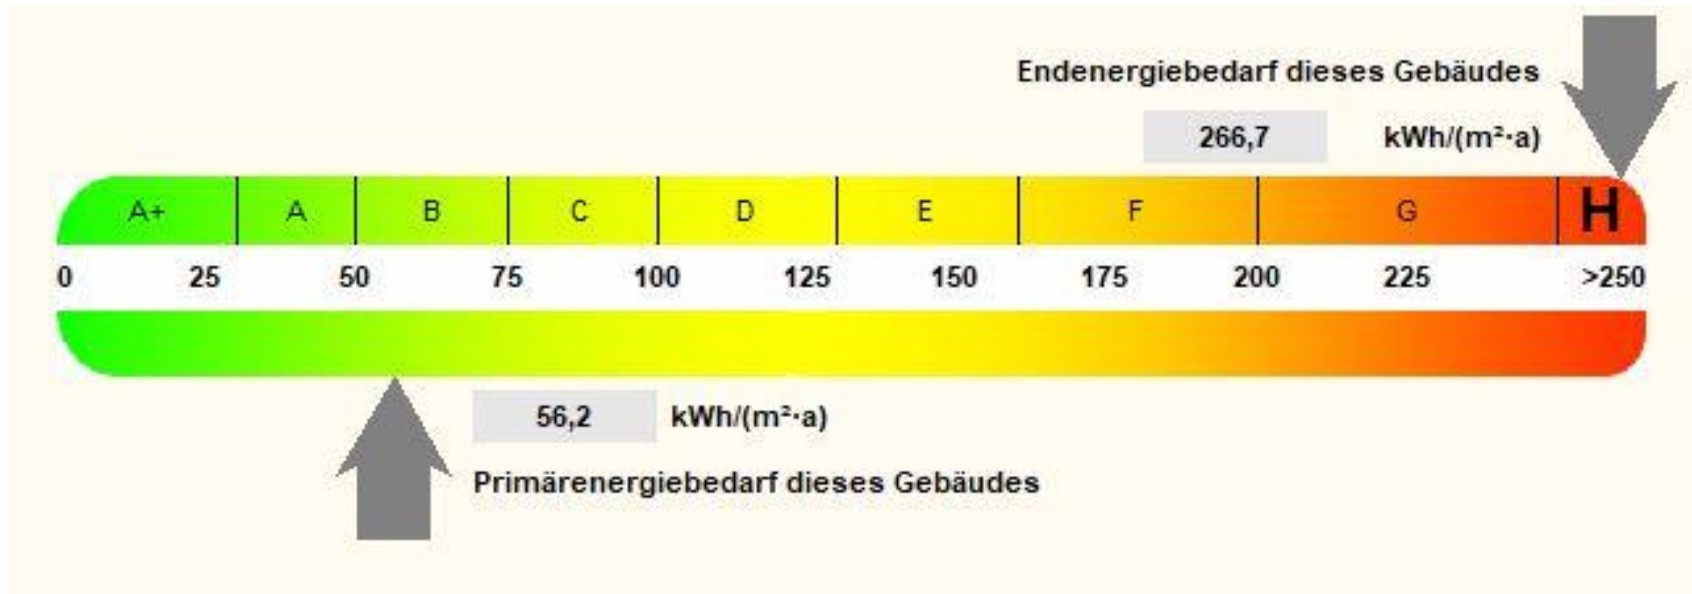 Endenergiebedarf dieses Gebäudes
266,7 kWh/(m²·a)
A+ A B C D E F G H
0 25 50 75 100 125 150 175 200 225 >250
56,2 kWh/(m²·a)
Primärenergiebedarf dieses Gebäudes